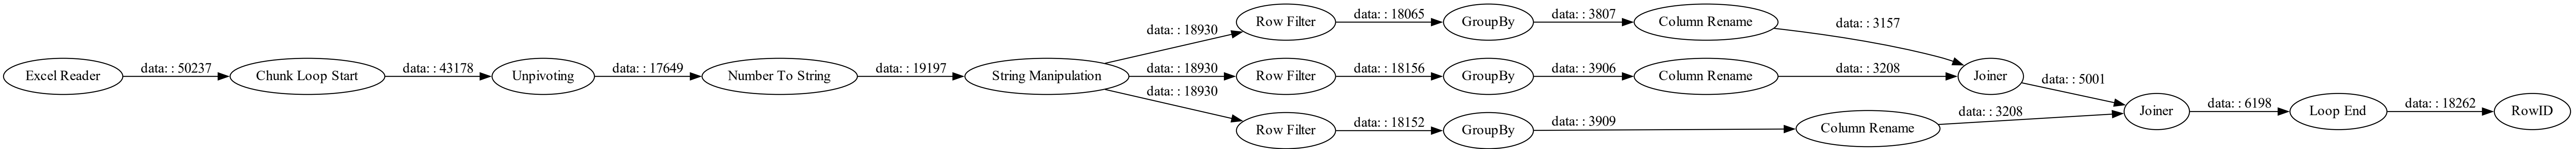 Excel Reader
data: : 50237
Chunk Loop Start
data: : 43178
Unpivoting
data: : 17649
Number To String
data: : 19197
String Manipulation
data: : 18930
Row Filter
data: : 18065
GroupBy
data: : 3807
Column Rename
data: : 3157
data: : 18930
Row Filter
data: : 18156
GroupBy
data: : 3906
Column Rename
data: : 3208
Joiner
data: : 5001
data: : 18930
Row Filter
data: : 18152
GroupBy
data: : 3909
Column Rename
data: : 3208
Joiner
data: : 6198
Loop End
data: : 18262
RowID